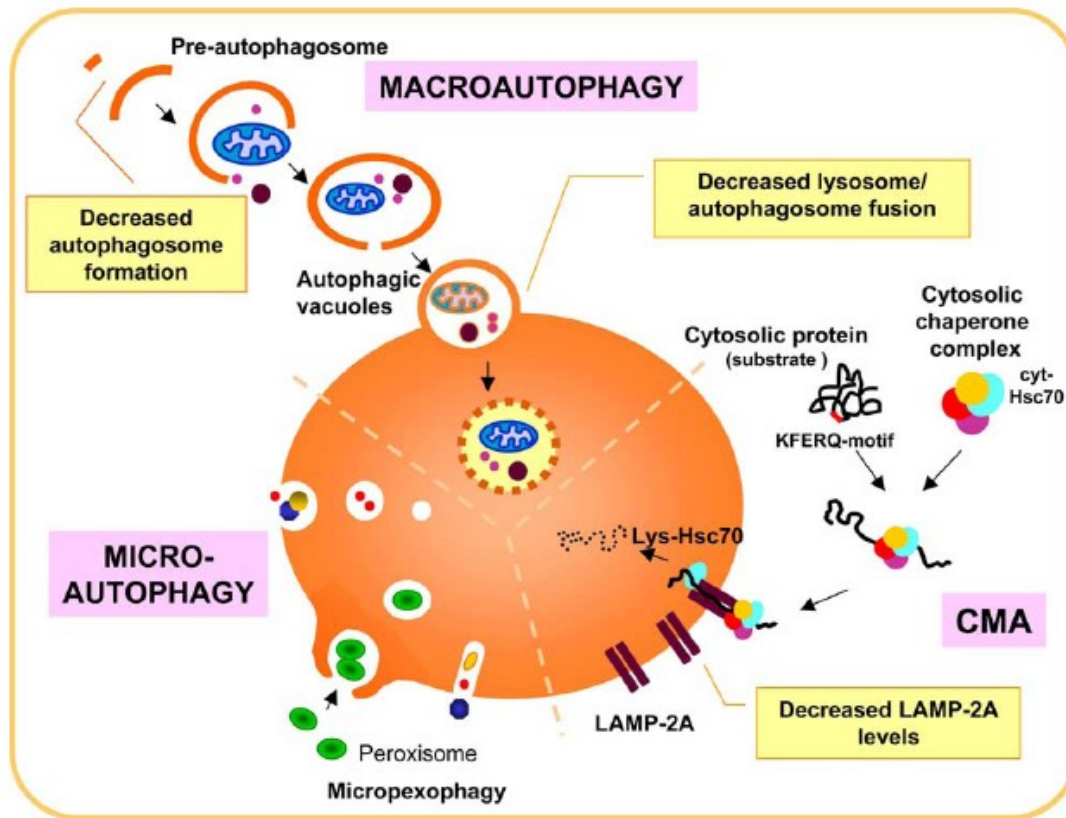 Pre-autophagosome
MACROAUTOPHAGY
Decreased
autophagosome
formation
Decreased lysosome/
autophagosome fusion
Autophagic
vacuoles
Cytosolic protein
(substrate )
KFERQ-motif
Cytosolic
chaperone
complex
cyt-
Hsc70
Lys-Hsc70
MICRO-
AUTOPHAGY
CMA
LAMP-2A
Decreased LAMP-2A
levels
Peroxisome
Micropexophagy